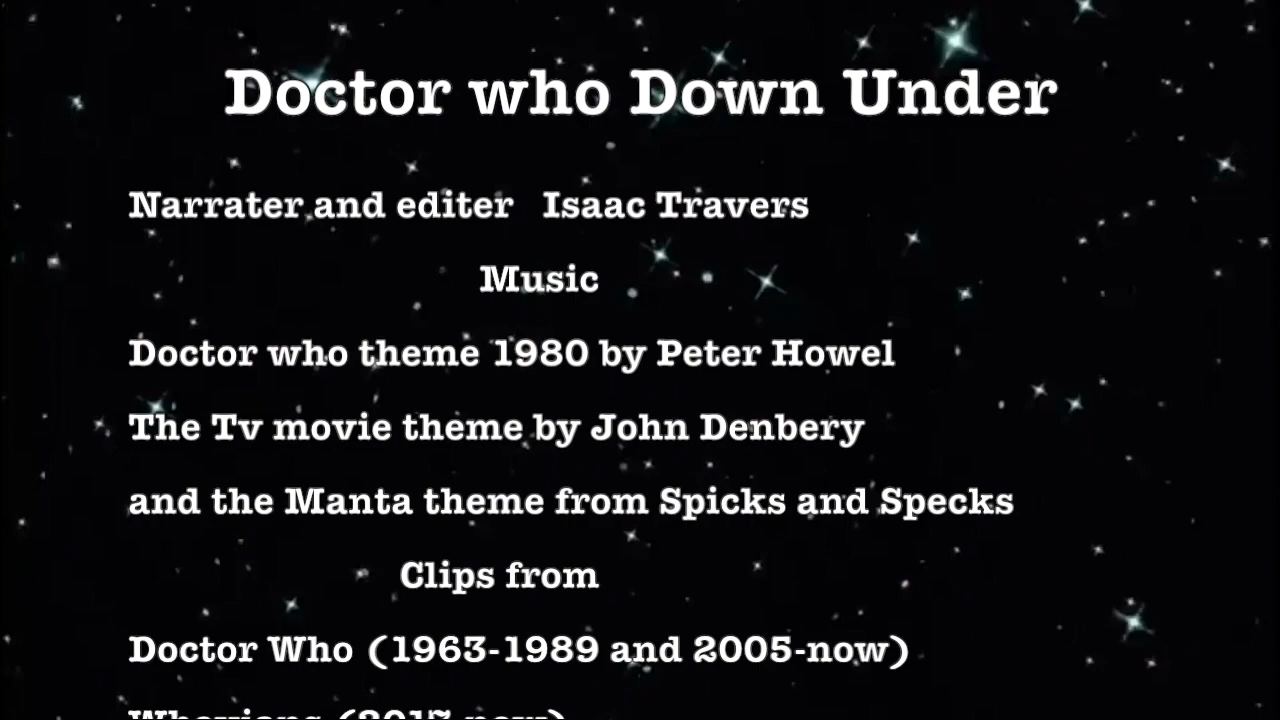 Doctor who Down Under
Narrater and editer Isaac Travers
Music
Doctor who theme 1980 by Peter Howel
The Tv movie theme by John Denbery
and the Manta theme from Spicks and Specks
Clips from
Doctor Who (1963-1989 and 2005-now)